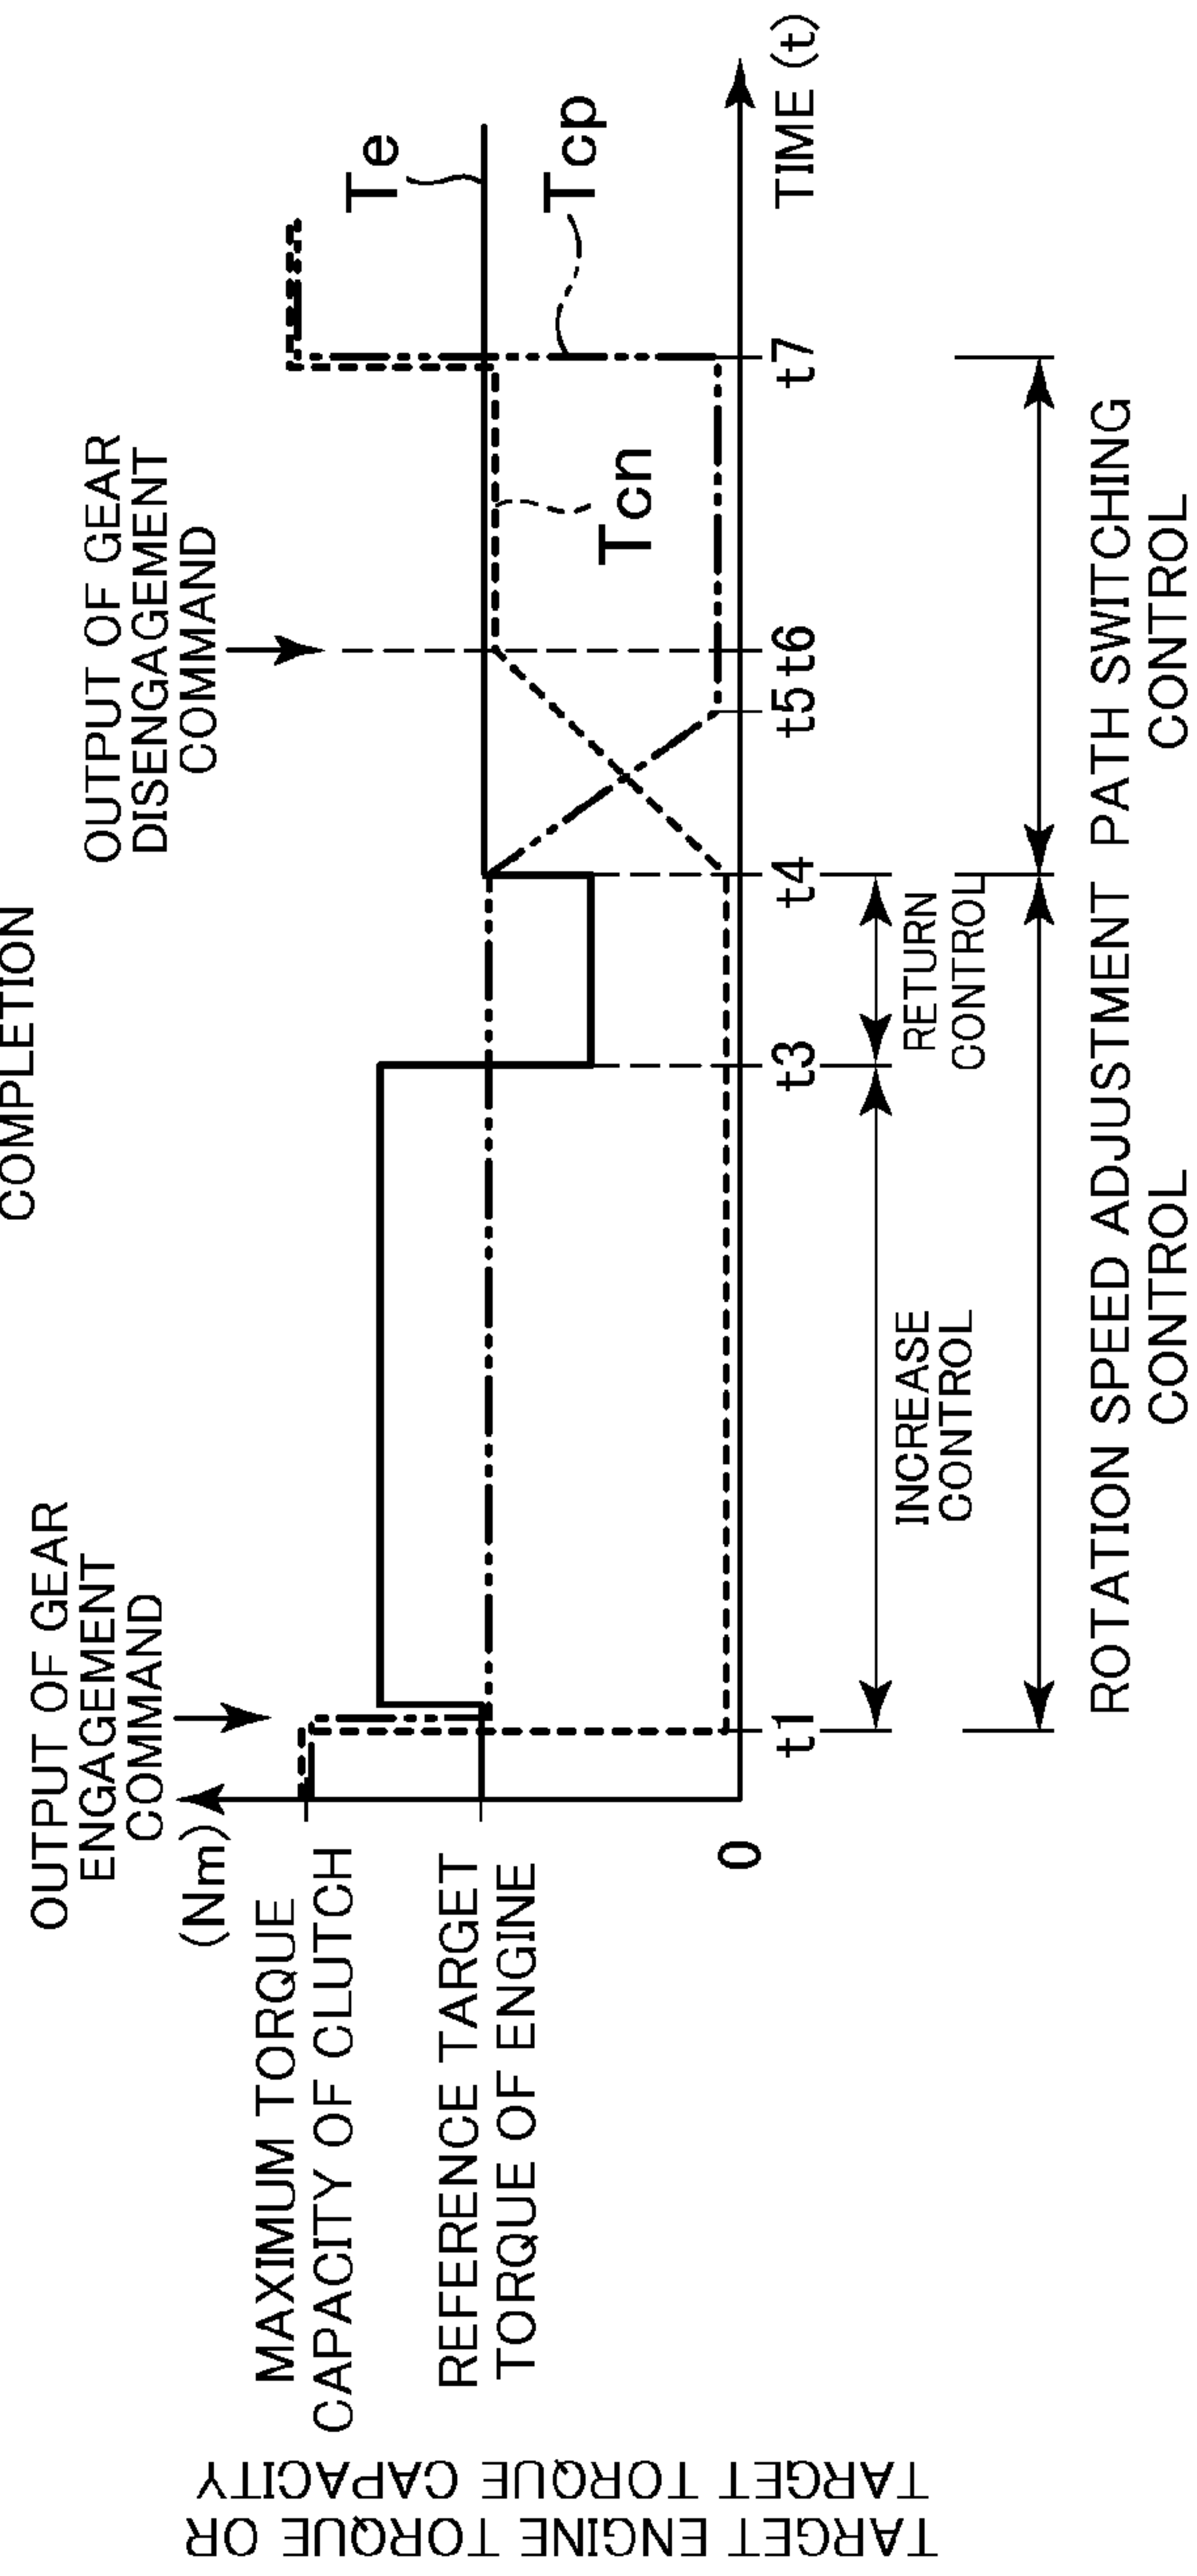 COMPLETION
OUTPUT OF GEAR
ENGAGEMENT
COMMAND
OUTPUT OF GEAR
DISENGAGEMENT
COMMAND
(Nm)
MAXIMUM TORQUE
CAPACITY OF CLUTCH
REFERENCE TARGET
TORQUE OF ENGINE
0
TARGET ENGINE TORQUE OR
TARGET TORQUE CAPACITY
Te
Tcp
Tcn
t1
t3
t4
t5
t6
t7
TIME (t)
INCREASE
CONTROL
RETURN
CONTROL
ROTATION SPEED ADJUSTMENT
CONTROL
PATH SWITCHING
CONTROL